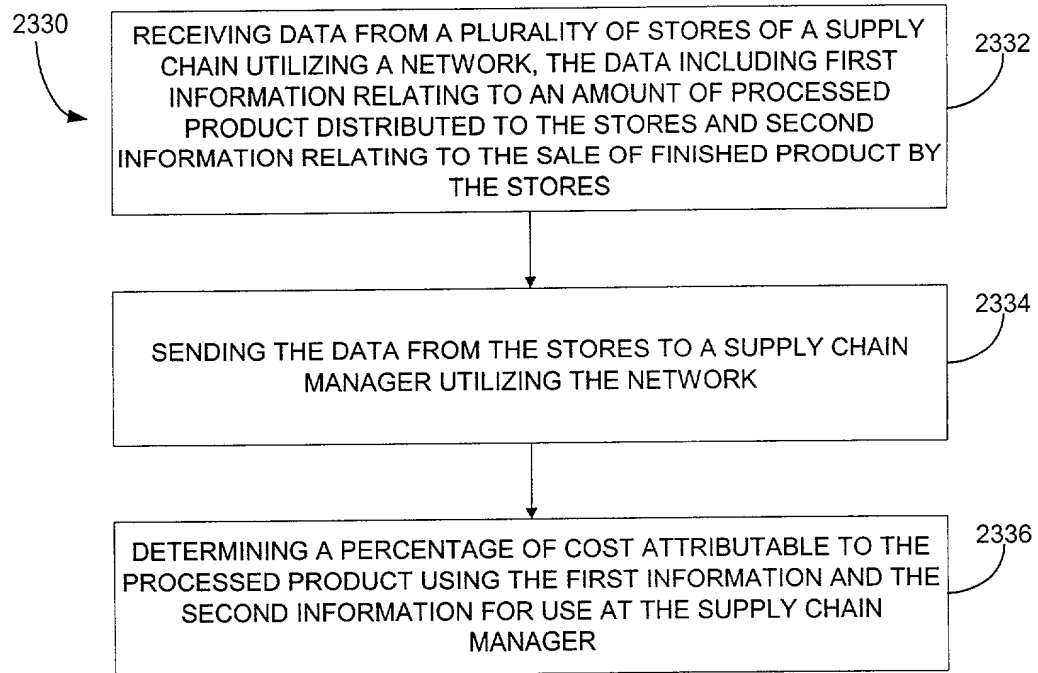 2330
RECEIVING DATA FROM A PLURALITY OF STORES OF A SUPPLY
CHAIN UTILIZING A NETWORK, THE DATA INCLUDING FIRST
INFORMATION RELATING TO AN AMOUNT OF PROCESSED
PRODUCT DISTRIBUTED TO THE STORES AND SECOND
INFORMATION RELATING TO THE SALE OF FINISHED PRODUCT BY
THE STORES
2332
SENDING THE DATA FROM THE STORES TO A SUPPLY CHAIN
MANAGER UTILIZING THE NETWORK
2334
DETERMINING A PERCENTAGE OF COST ATTRIBUTABLE TO THE
PROCESSED PRODUCT USING THE FIRST INFORMATION AND THE
SECOND INFORMATION FOR USE AT THE SUPPLY CHAIN
MANAGER
2336